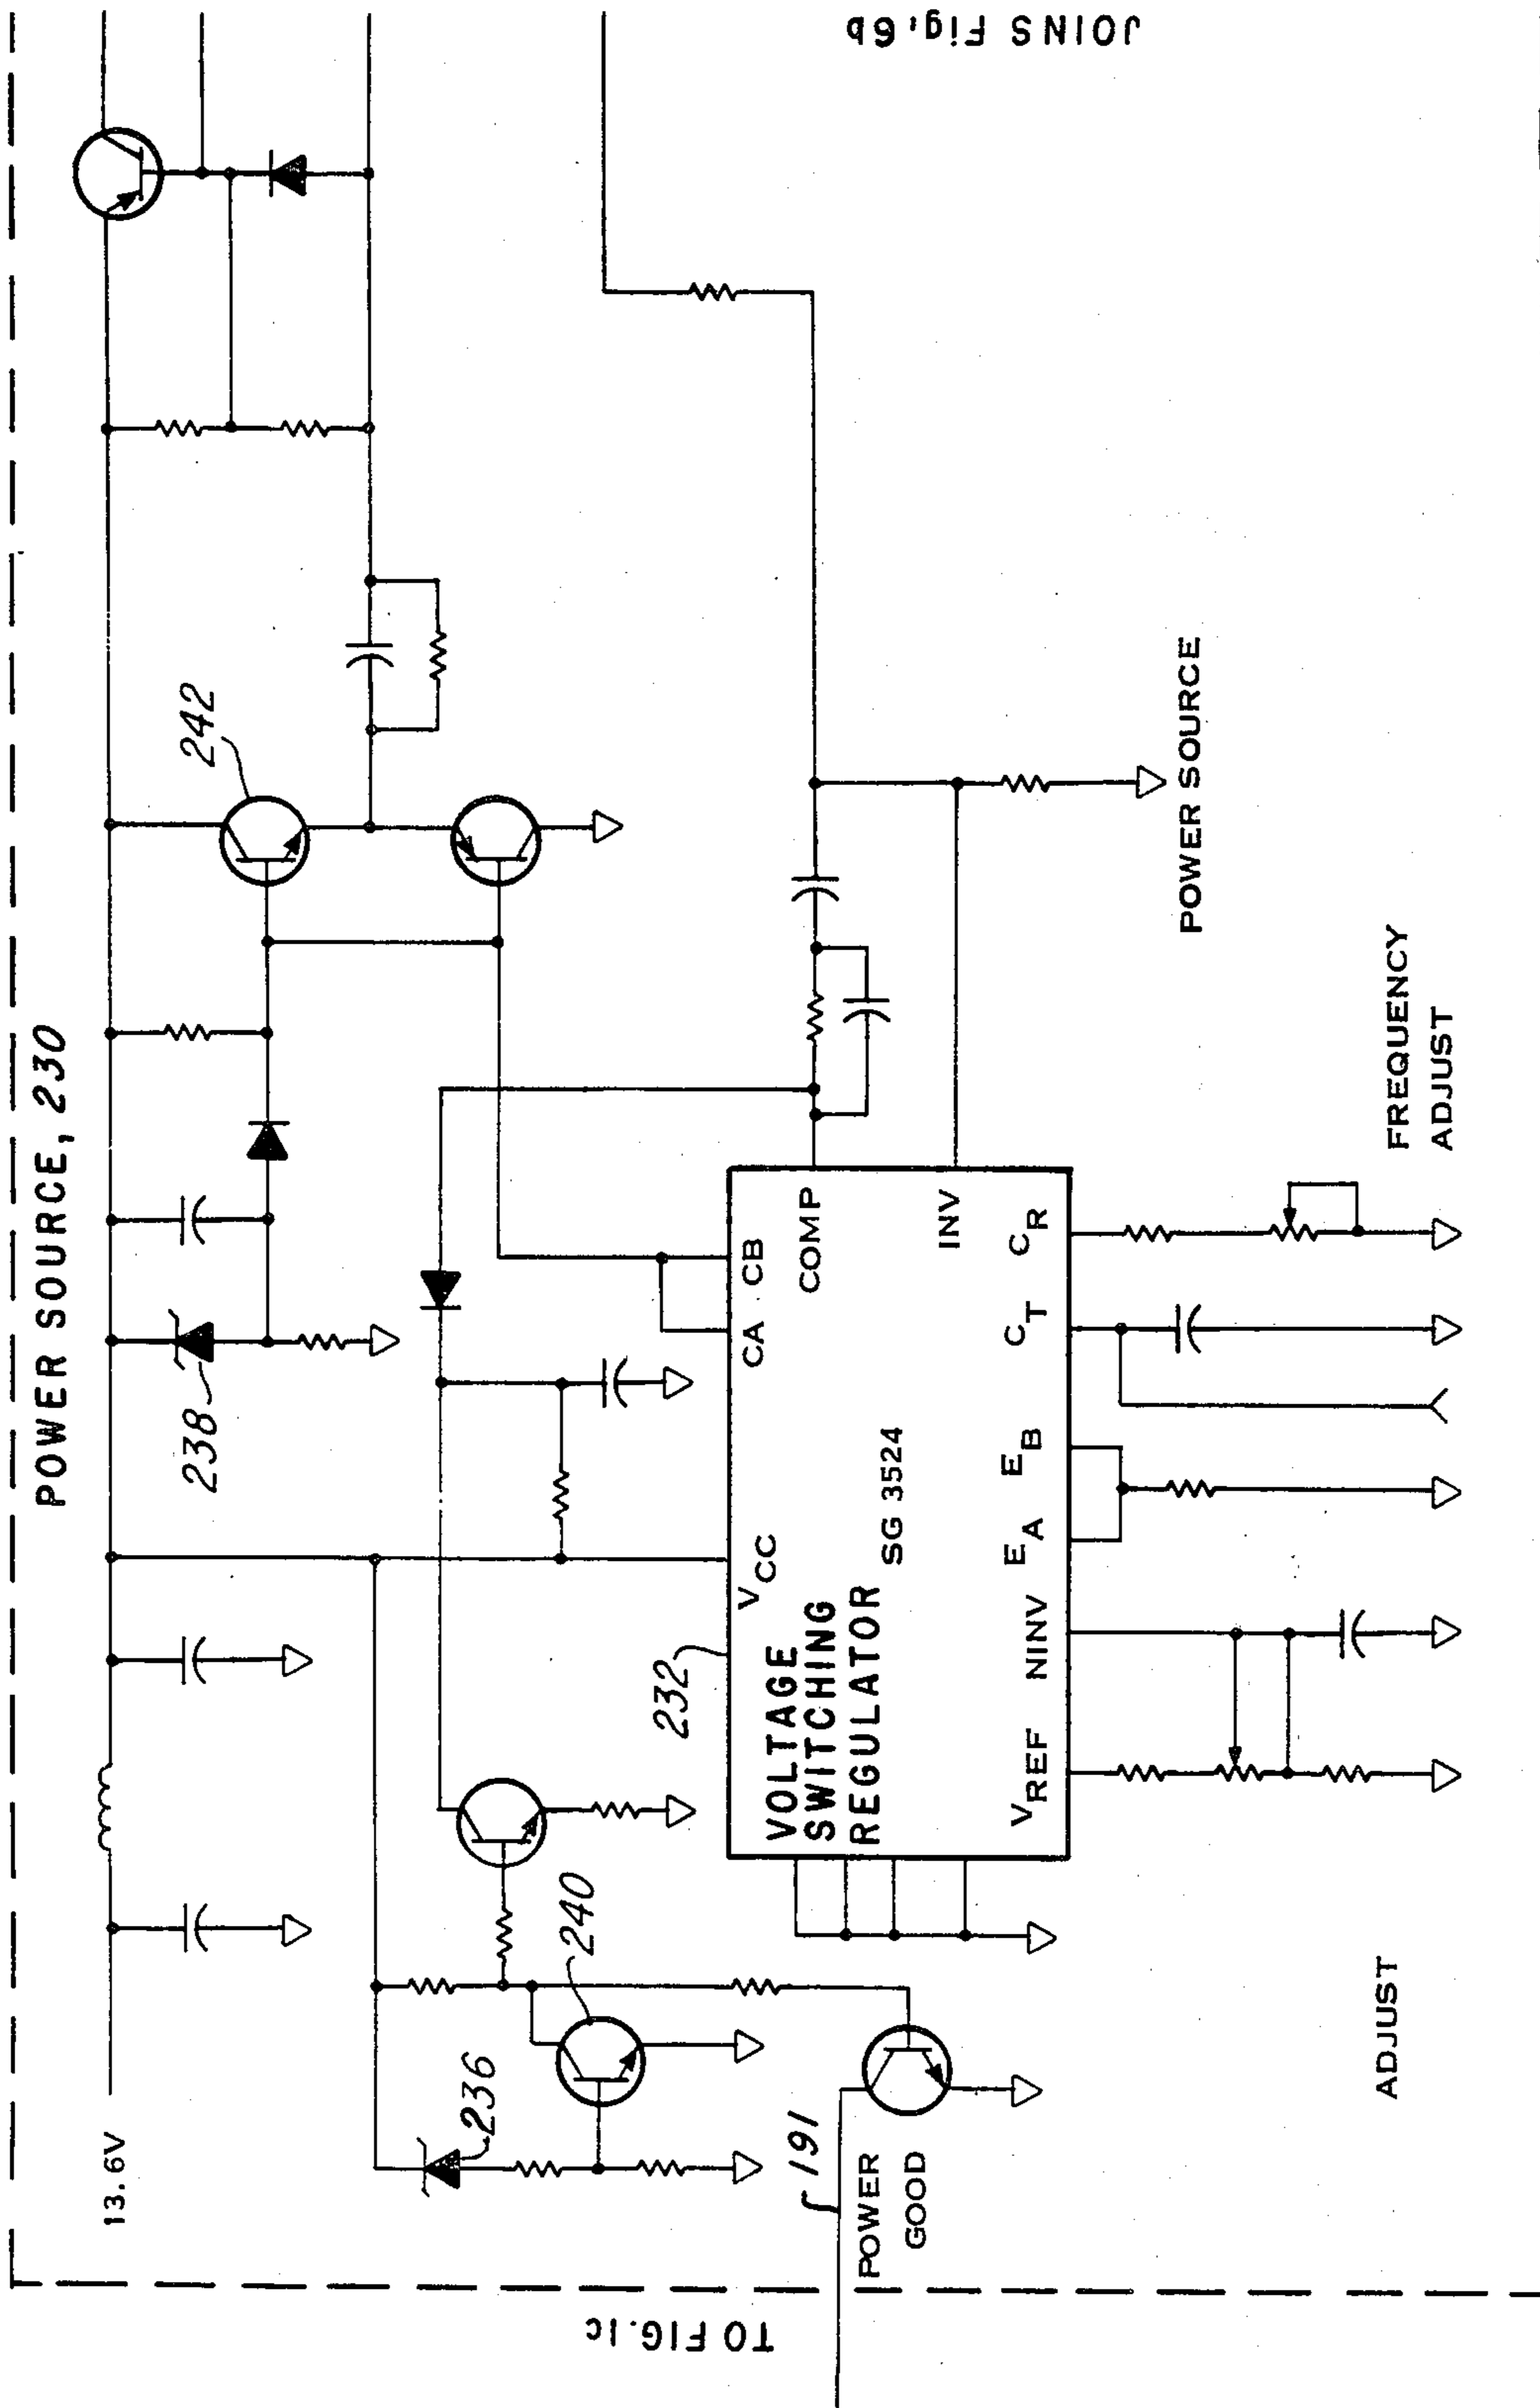 POWER SOURCE, 230
13.6V
238
242
236
240
232
191
POWER
GOOD
VOLTAGE
SWITCHING
REGULATOR
SG 3524
VCC
CA
CB
COMP
INV
VREF
NINV
EA
EB
CT
CR
POWER SOURCE
ADJUST
FREQUENCY
ADJUST
TO FIG. 1c
JOINS Fig. 6b